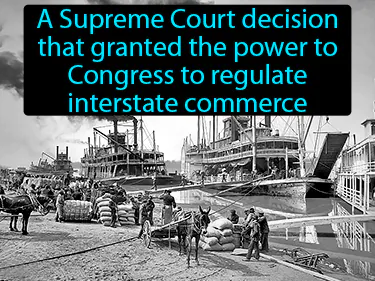 A Supreme Court decision
that granted the power to
Congress to regulate
interstate commerce